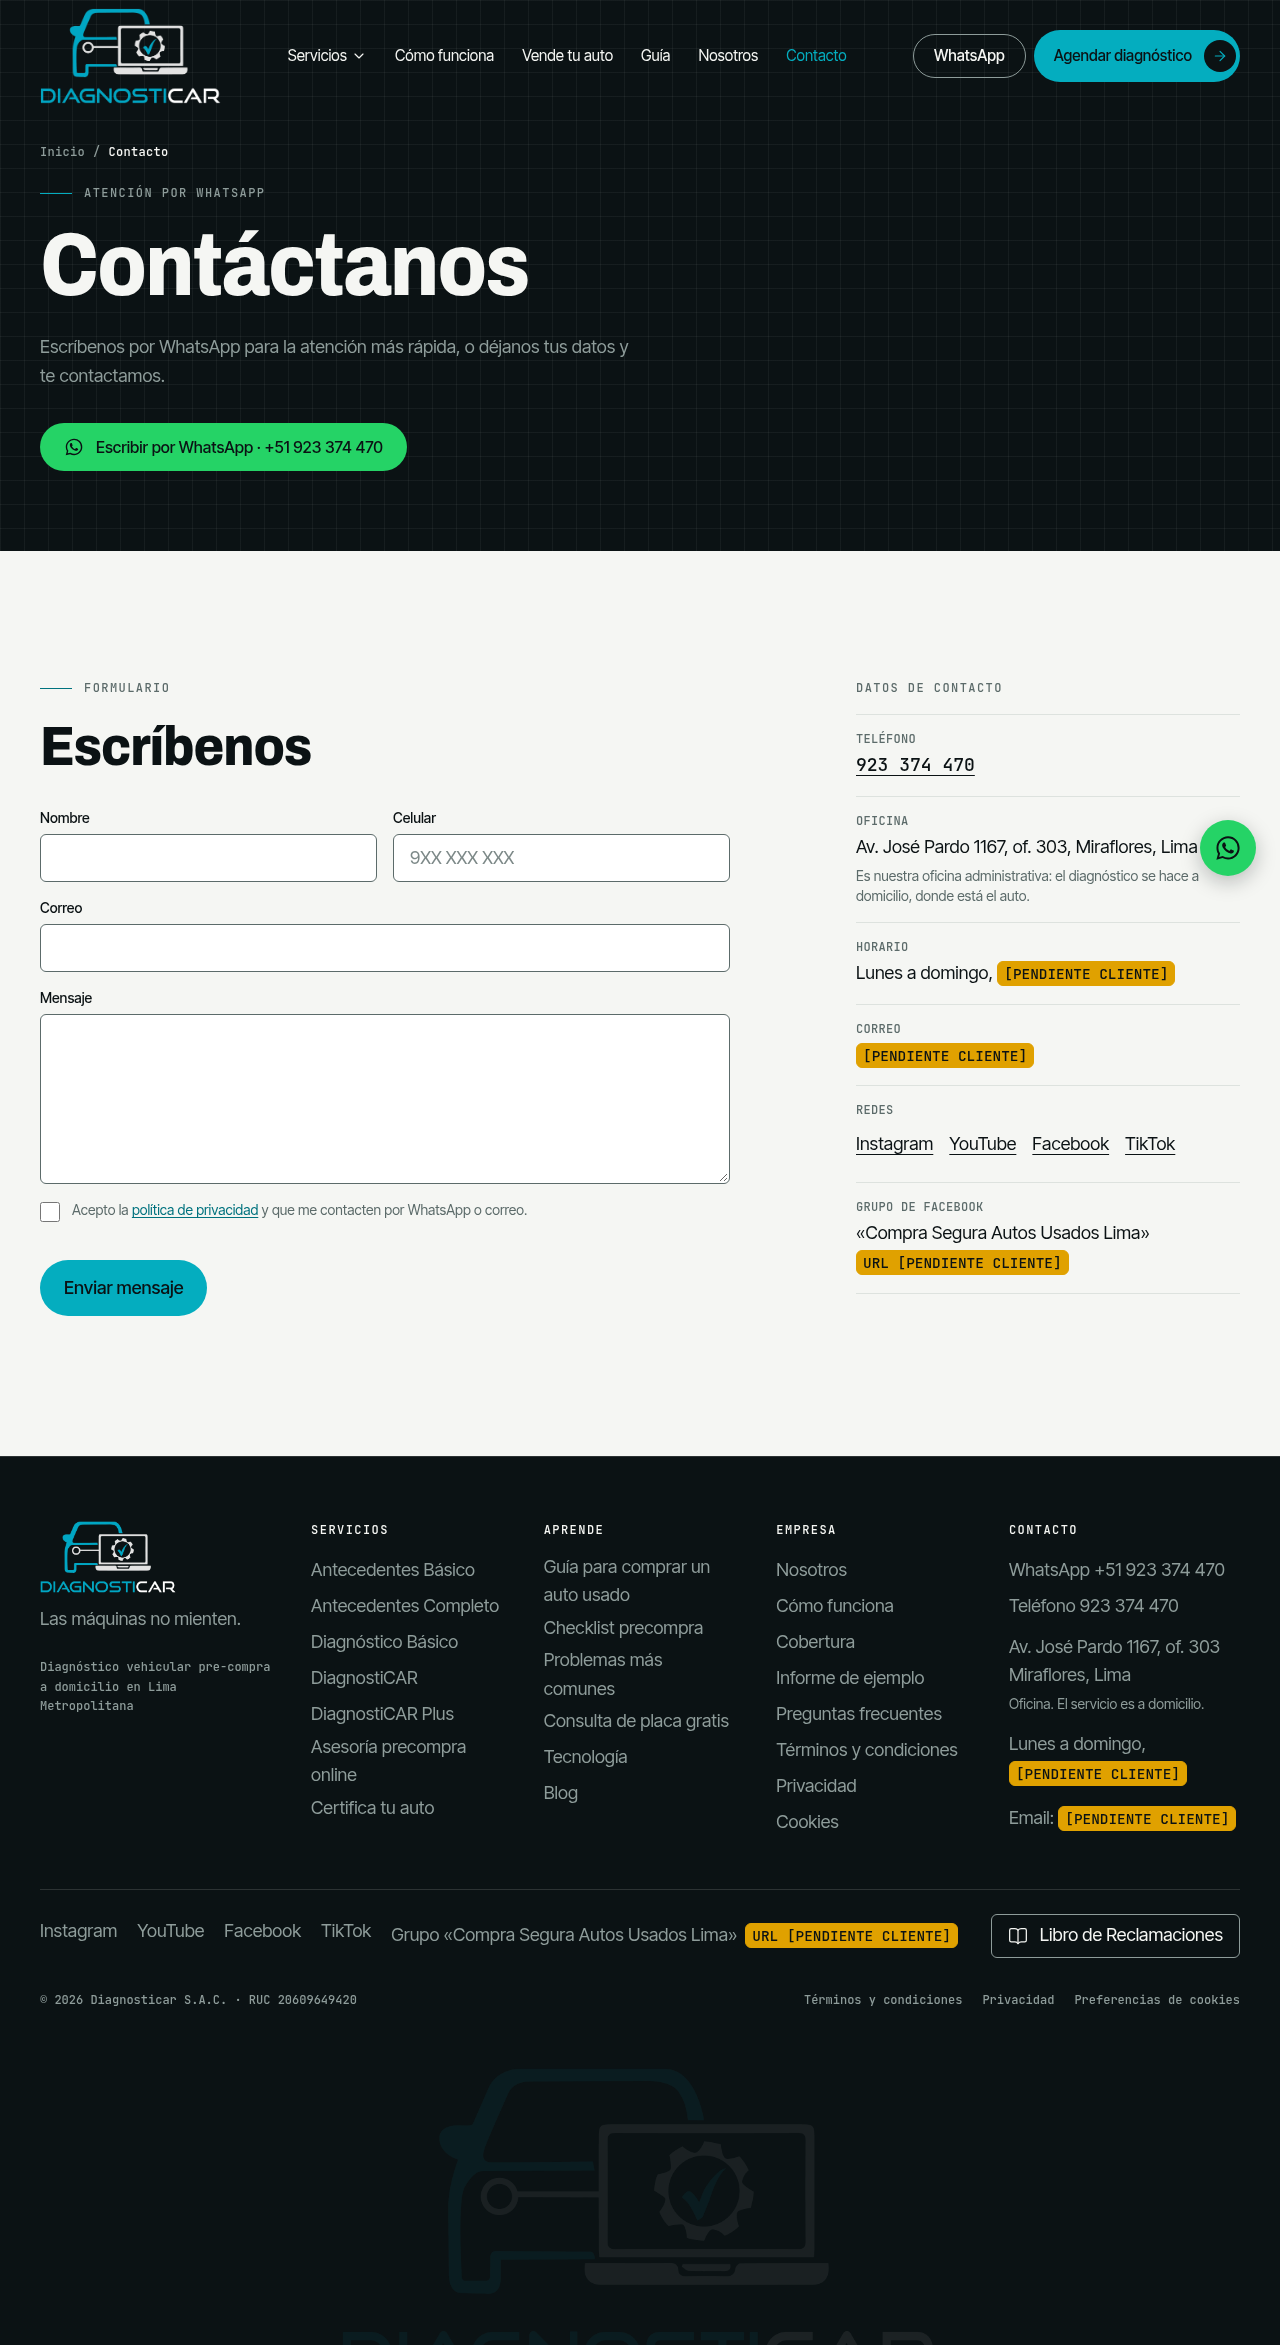 DIAGNOSTICAR
Servicios
Cómo funciona
Vende tu auto
Guía
Nosotros
Contacto
WhatsApp
Agendar diagnóstico
Inicio / Contacto
ATENCIÓN POR WHATSAPP
Contáctanos
Escríbenos por WhatsApp para la atención más rápida, o déjanos tus datos y
te contactamos.
Escribir por WhatsApp · +51 923 374 470
FORMULARIO
Escríbenos
Nombre
Celular
9XX XXX XXX
Correo
Mensaje
Acepto la política de privacidad y que me contacten por WhatsApp o correo.
Enviar mensaje
DATOS DE CONTACTO
TELÉFONO
923 374 470
OFICINA
Av. José Pardo 1167, of. 303, Miraflores, Lima
Es nuestra oficina administrativa: el diagnóstico se hace a
domicilio, donde está el auto.
HORARIO
Lunes a domingo, [PENDIENTE CLIENTE]
CORREO
[PENDIENTE CLIENTE]
REDES
Instagram YouTube Facebook TikTok
GRUPO DE FACEBOOK
«Compra Segura Autos Usados Lima»
URL [PENDIENTE CLIENTE]
DIAGNOSTICAR
Las máquinas no mienten.
Diagnóstico vehicular pre-compra
a domicilio en Lima
Metropolitana
SERVICIOS
Antecedentes Básico
Antecedentes Completo
Diagnóstico Básico
DiagnostiCAR
DiagnostiCAR Plus
Asesoría precompra
online
Certifica tu auto
APRENDE
Guía para comprar un
auto usado
Checklist precompra
Problemas más
comunes
Consulta de placa gratis
Tecnología
Blog
EMPRESA
Nosotros
Cómo funciona
Cobertura
Informe de ejemplo
Preguntas frecuentes
Términos y condiciones
Privacidad
Cookies
CONTACTO
WhatsApp +51 923 374 470
Teléfono 923 374 470
Av. José Pardo 1167, of. 303
Miraflores, Lima
Oficina. El servicio es a domicilio.
Lunes a domingo,
[PENDIENTE CLIENTE]
Email: [PENDIENTE CLIENTE]
Instagram YouTube Facebook TikTok Grupo «Compra Segura Autos Usados Lima» URL [PENDIENTE CLIENTE]
Libro de Reclamaciones
© 2026 Diagnosticar S.A.C. · RUC 20609649420
Términos y condiciones Privacidad Preferencias de cookies
DIAGNOSTICAR